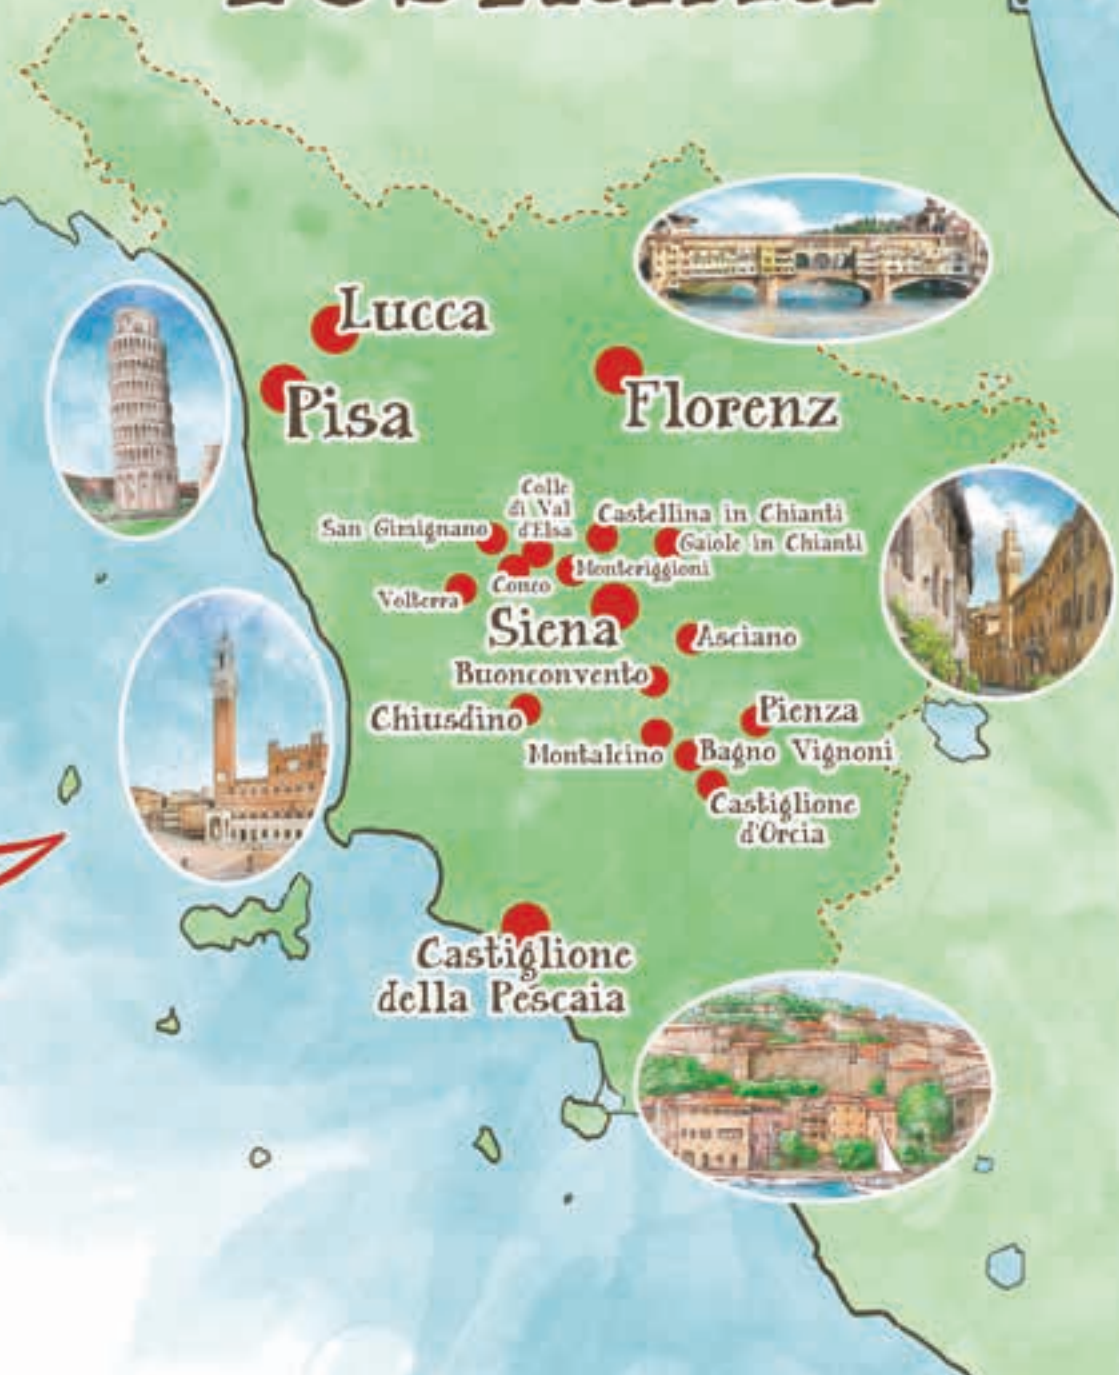 Lucca
Pisa
Florenz
Colle
di Val
d'Elsa
San Gimignano
Castellina in Chianti
Gaiole in Chianti
Monteriggioni
Conco
Volterra
Siena
Asciano
Buonconvento
Chiusdino
Pienza
Montalcino
Bagno Vignoni
Castiglione
d'Orcia
Castiglione
della Pescaia